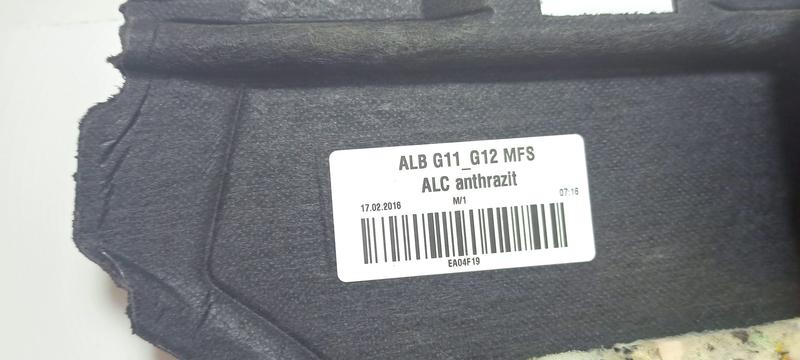 ALB G11_G12 MFS
ALC anthrazit
17.02.2016 M/1 07:16
EA04F19